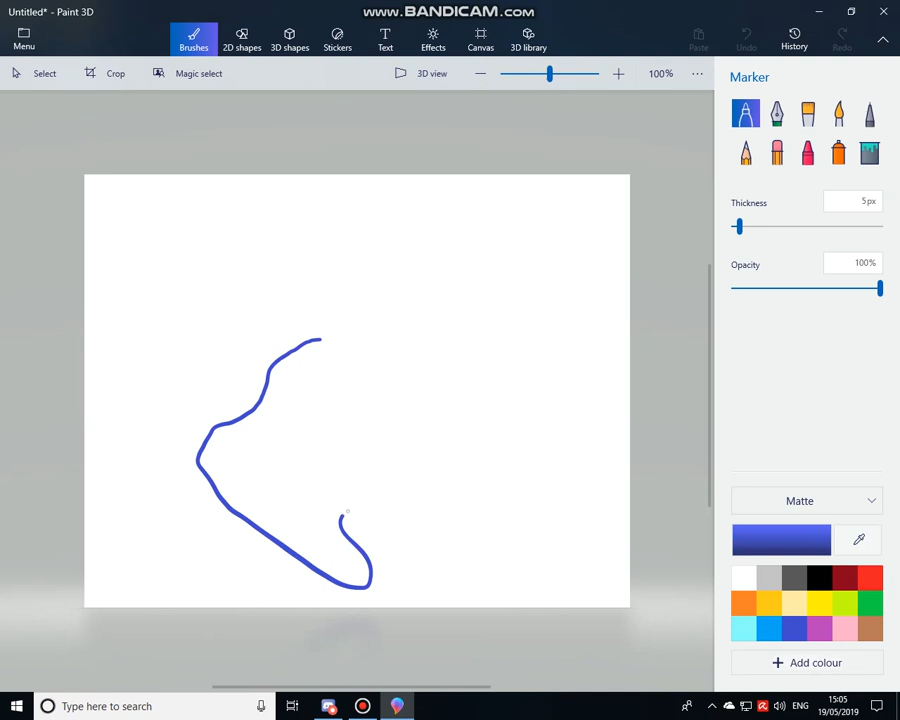 Untitled* - Paint 3D
www.BANDICAM.com
Menu
Brushes
2D shapes
3D shapes
Stickers
Text
Effects
Canvas
3D library
Paste
Undo
History
Redo
Select
Crop
Magic select
3D view
100%
Marker
Thickness
5px
Opacity
100%
Matte
+ Add colour
Type here to search
ENG
15:05
19/05/2019